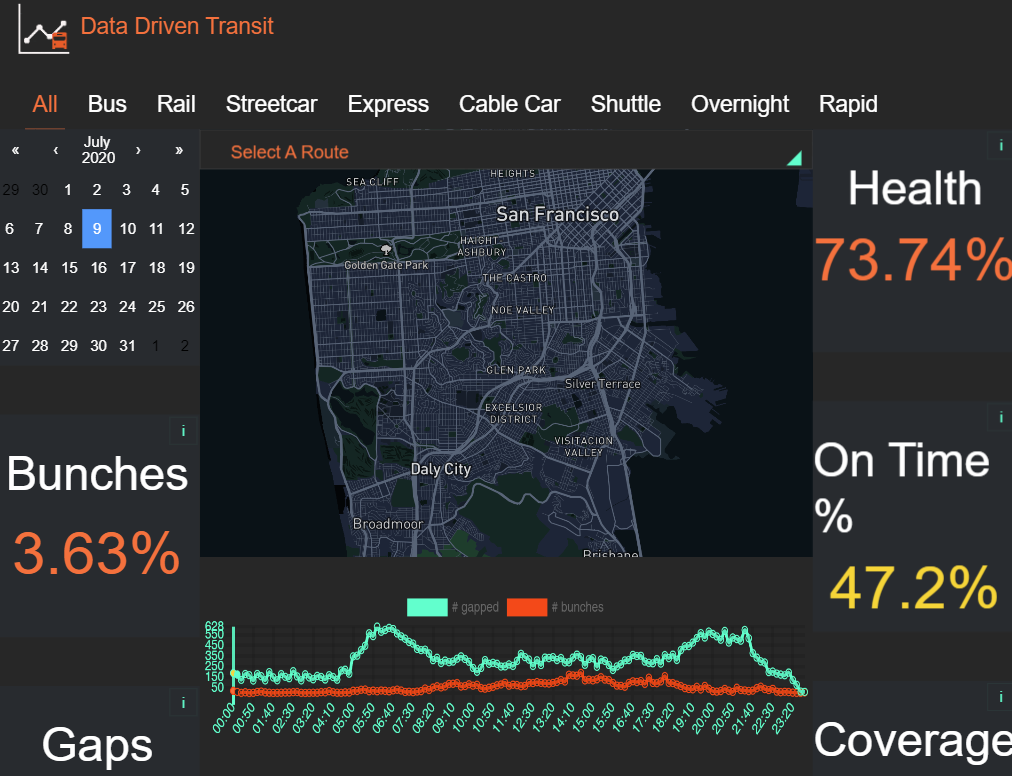 Data Driven Transit
All Bus Rail Streetcar Express Cable Car Shuttle Overnight Rapid
« ‹ July 2020 › »
29 30 1 2 3 4 5
6 7 8 9 10 11 12
13 14 15 16 17 18 19
20 21 22 23 24 25 26
27 28 29 30 31 1 2
i
Bunches
3.63%
i
Gaps
Select A Route
HEIGHTS
SEA CLIFF
San Francisco
HAIGHT
ASHBURY
Golden Gate Park
THE CASTRO
NOE VALLEY
GLEN PARK
Silver Terrace
EXCELSIOR
DISTRICT
VISITACION
VALLEY
Daly City
Broadmoor
Brisbane
# gapped # bunches
628
550
450
350
250
150
50
00:00 00:50 01:40 02:30 03:20 04:10 05:00 05:50 06:40 07:30 08:20 09:10 10:00 10:50 11:40 12:30 13:20 14:10 15:00 15:50 16:40 17:30 18:20 19:10 20:00 20:50 21:40 22:30 23:20
i
Health
73.74%
i
On Time
%
47.2%
i
Coverage